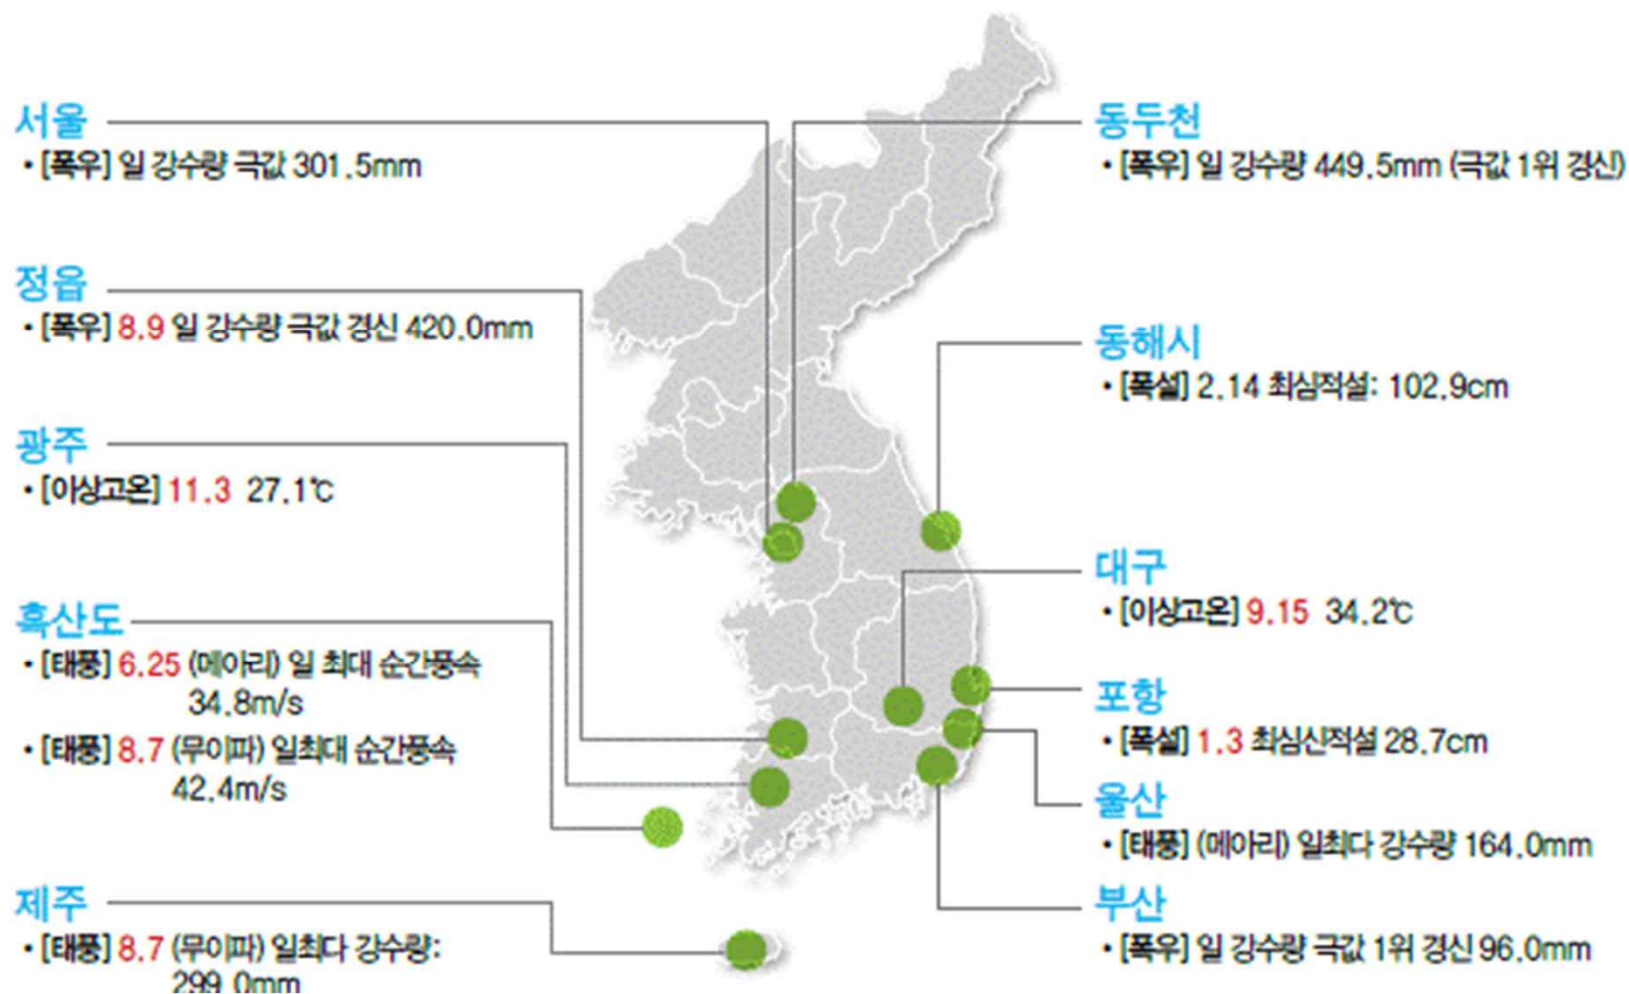 서울
• [폭우] 일 강수량 극값 301.5mm
정읍
• [폭우] 8.9 일 강수량 극값 경신 420.0mm
광주
• [이상고온] 11.3 27.1℃
흑산도
• [태풍] 6.25 (메아리) 일 최대 순간풍속
34.8m/s
• [태풍] 8.7 (무이파) 일최대 순간풍속
42.4m/s
제주
• [태풍] 8.7 (무이파) 일최다 강수량:
299.0mm
동두천
• [폭우] 일 강수량 449.5mm (극값 1위 경신)
동해시
• [폭설] 2.14 최심적설: 102.9cm
대구
• [이상고온] 9.15 34.2℃
포항
• [폭설] 1.3 최심신적설 28.7cm
울산
• [태풍] (메아리) 일최다 강수량 164.0mm
부산
• [폭우] 일 강수량 극값 1위 경신 96.0mm